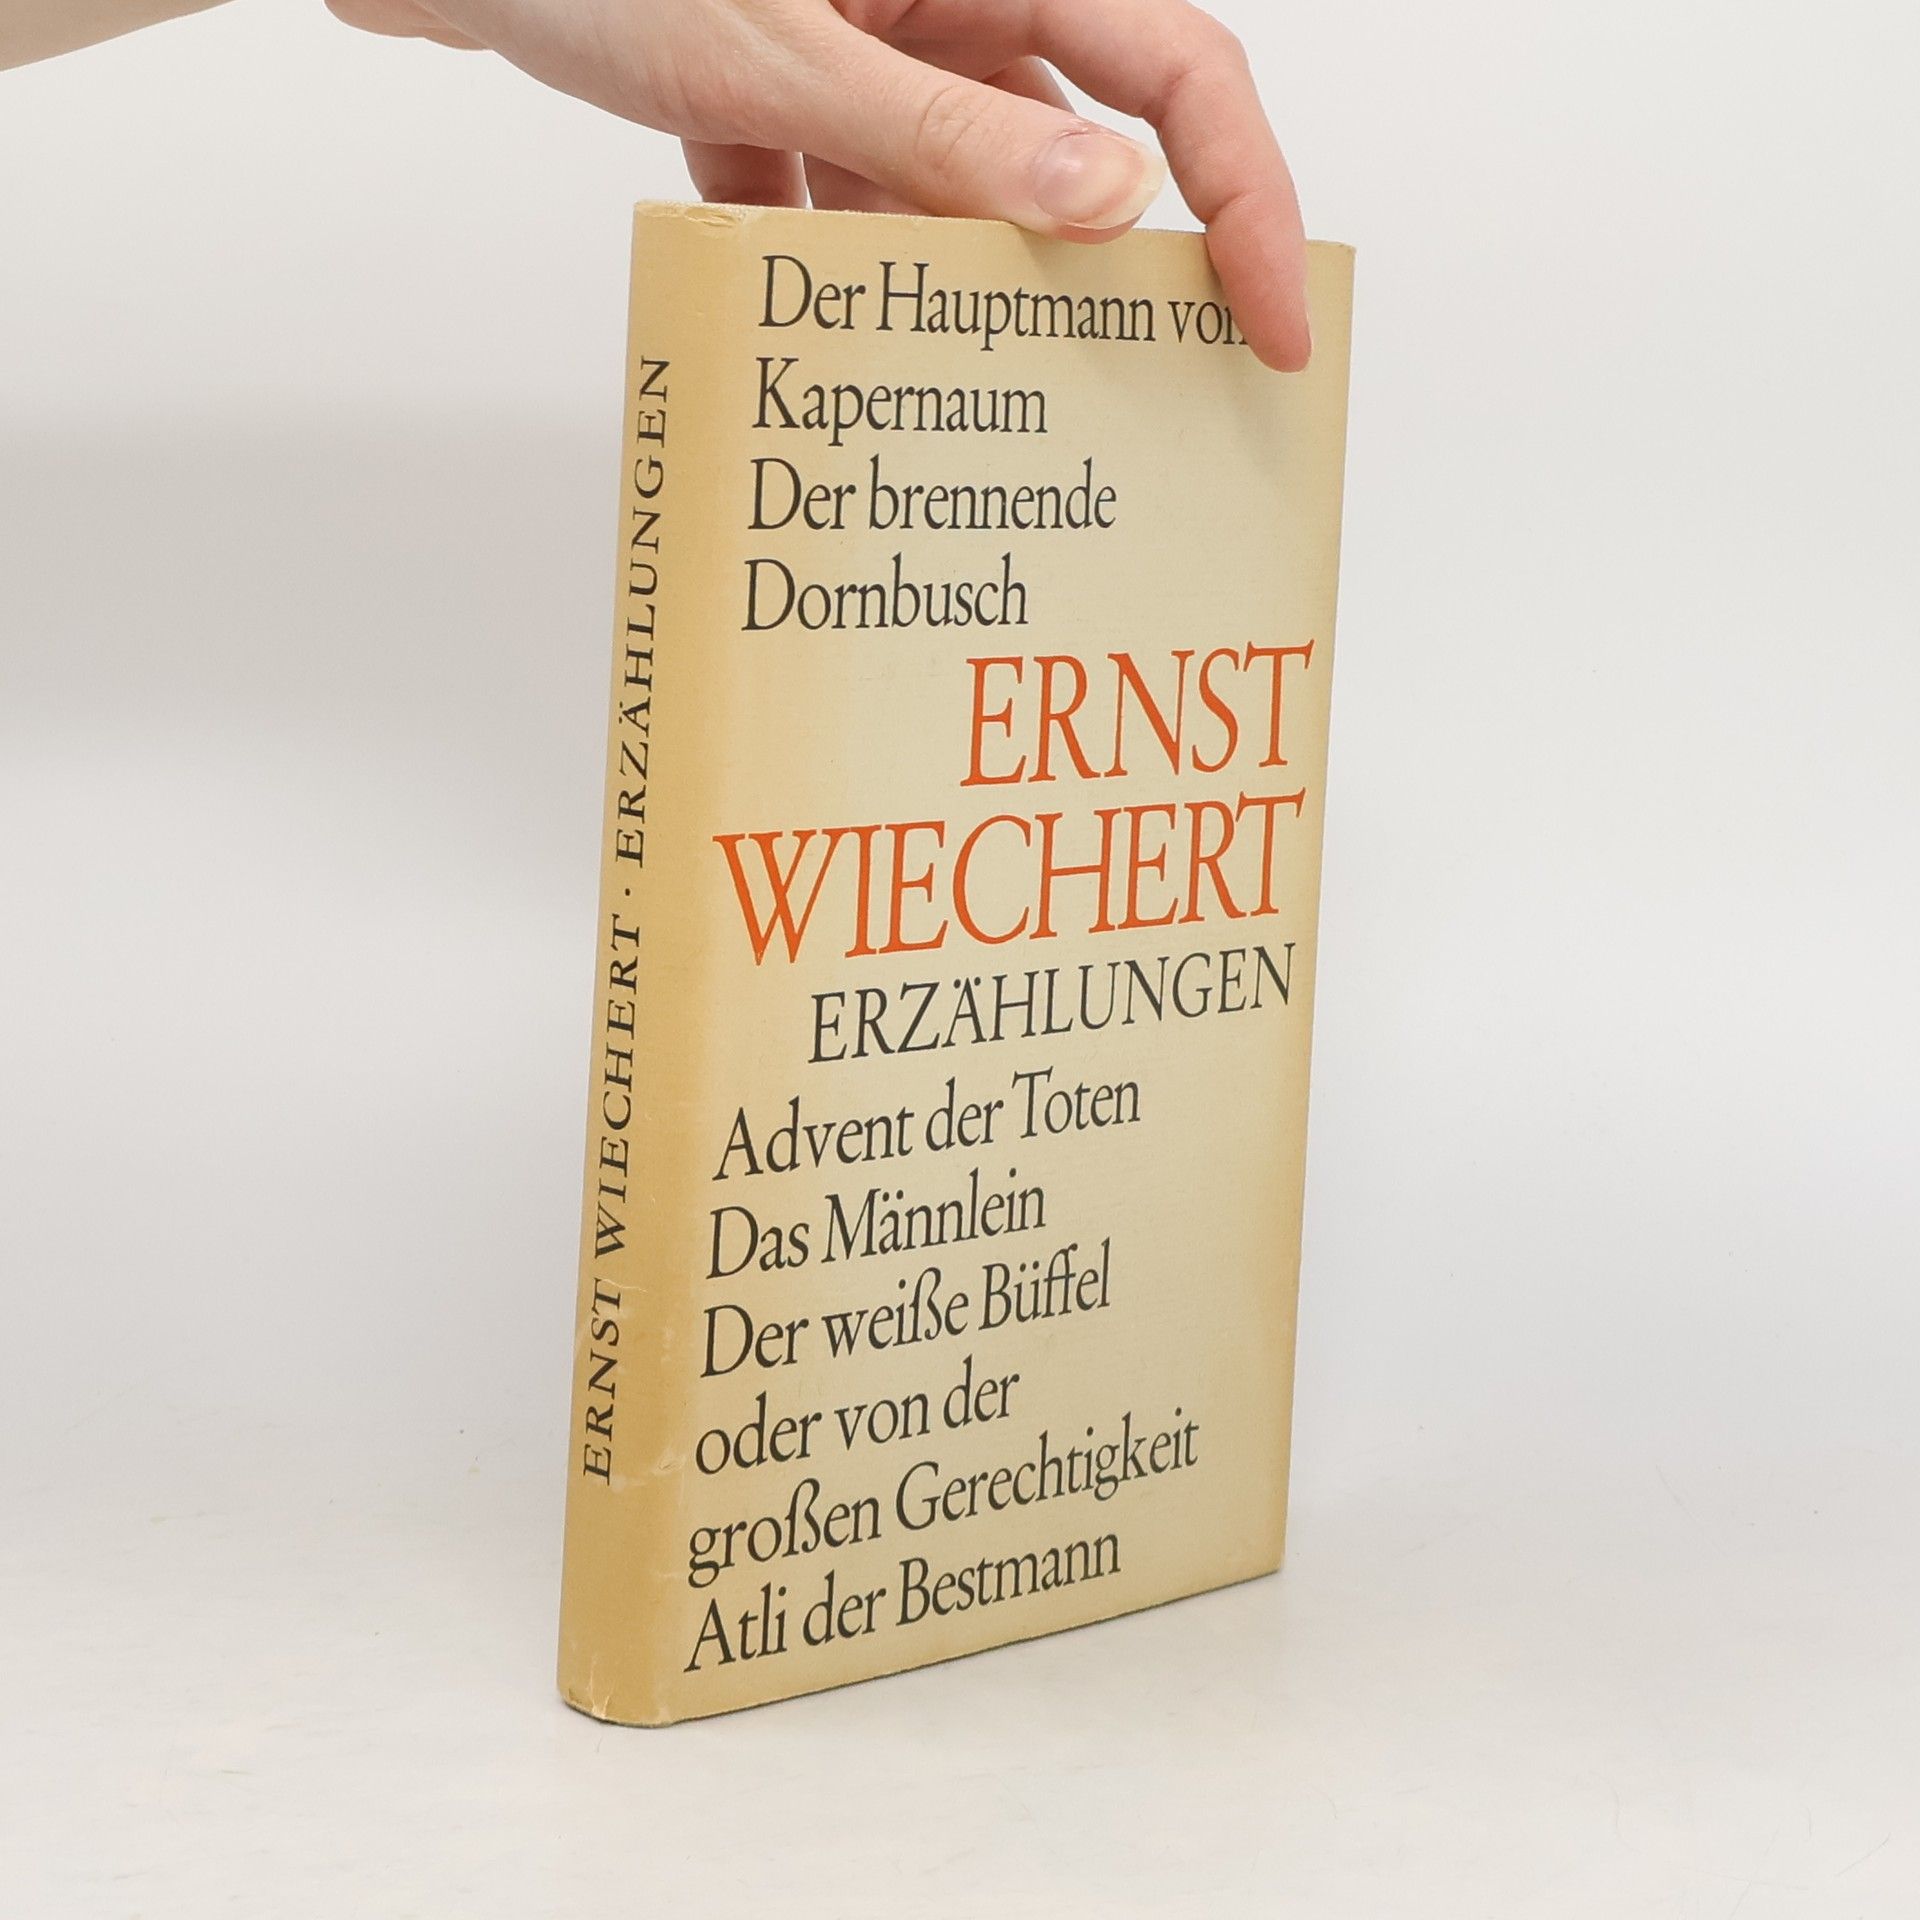 ERNST WIECHERT · ERZÄHLUNGEN
Der Hauptmann
Kapernaum
Der brennende
Dornbusch
ERNST
WIECHERT
ERZÄHLUNGEN
Advent der Toten
Das Männlein
Der weiße Büffel
oder von der
großen Gerechtigkeit
Atli der Bestmann